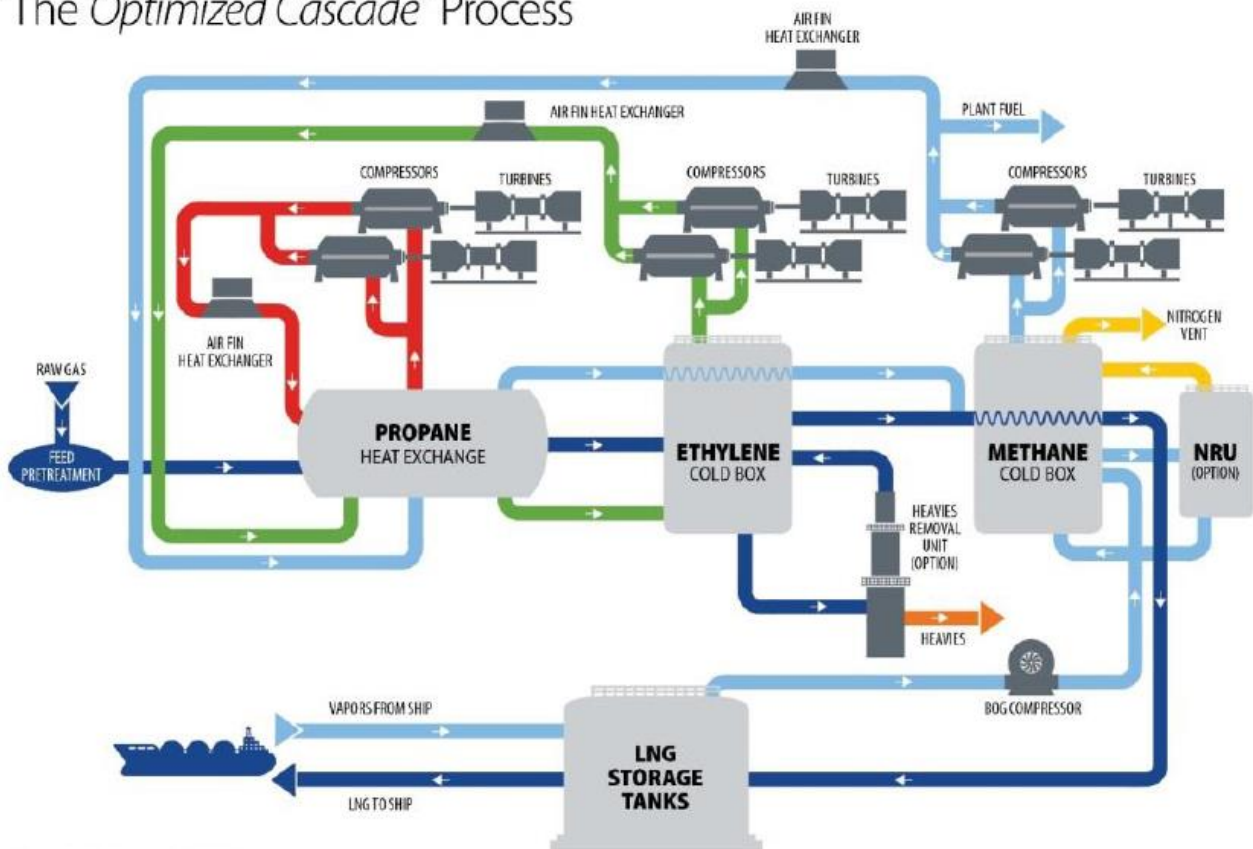 The Optimized Cascade Process
AIR FIN
HEAT EXCHANGER
AIR FIN HEAT EXCHANGER
PLANT FUEL
COMPRESSORS
TURBINES
COMPRESSORS
TURBINES
COMPRESSORS
TURBINES
AIR FIN
HEAT EXCHANGER
NITROGEN
VENT
RAW GAS
FEED
PRETREATMENT
PROPANE
HEAT EXCHANGE
ETHYLENE
COLD BOX
METHANE
COLD BOX
NRU
(OPTION)
HEAVIES
REMOVAL
UNIT
(OPTION)
HEAVIES
BOG COMPRESSOR
VAPORS FROM SHIP
LNG
STORAGE
TANKS
LNG TO SHIP